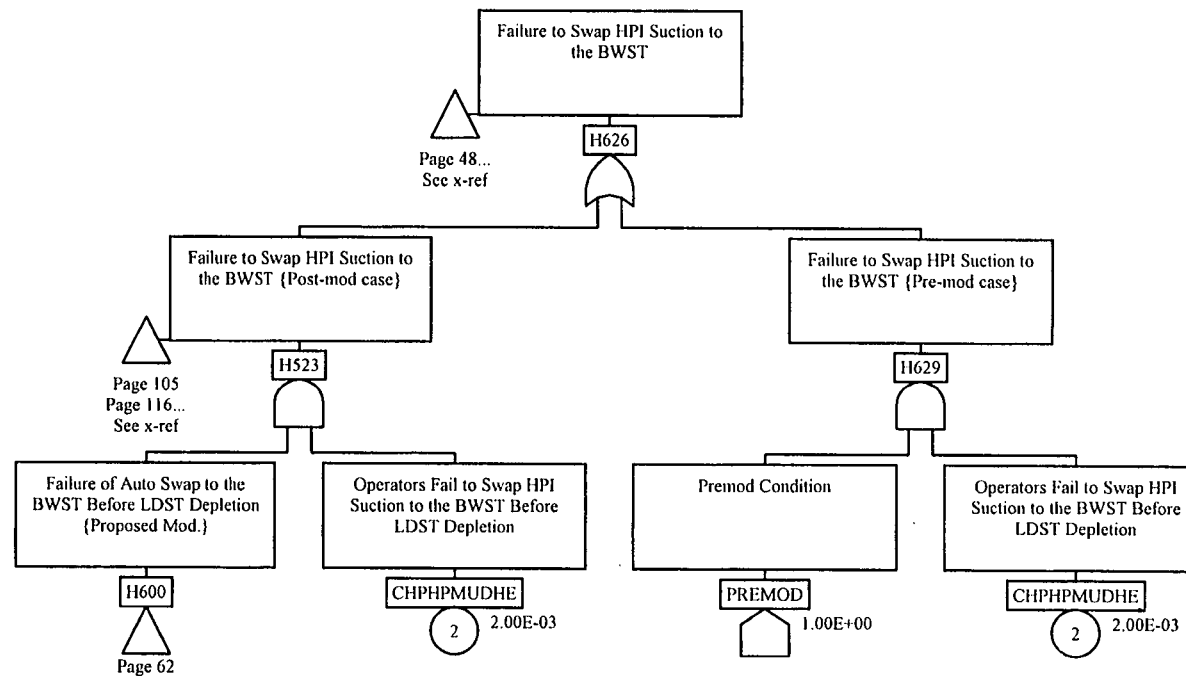 Failure to Swap HPI Suction to
the BWST
H626
Page 48...
See x-ref
Failure to Swap HPI Suction to
the BWST {Post-mod case}
Failure to Swap HPI Suction to
the BWST {Pre-mod case}
H523
H629
Page 105
Page 116...
See x-ref
Failure of Auto Swap to the
BWST Before LDST Depletion
{Proposed Mod.}
Operators Fail to Swap HPI
Suction to the BWST Before
LDST Depletion
Premod Condition
Operators Fail to Swap HPI
Suction to the BWST Before
LDST Depletion
H600
CHPHPMUDHE
PREMOD
CHPHPMUDHE
Page 62
2
2.00E-03
1.00E+00
2
2.00E-03